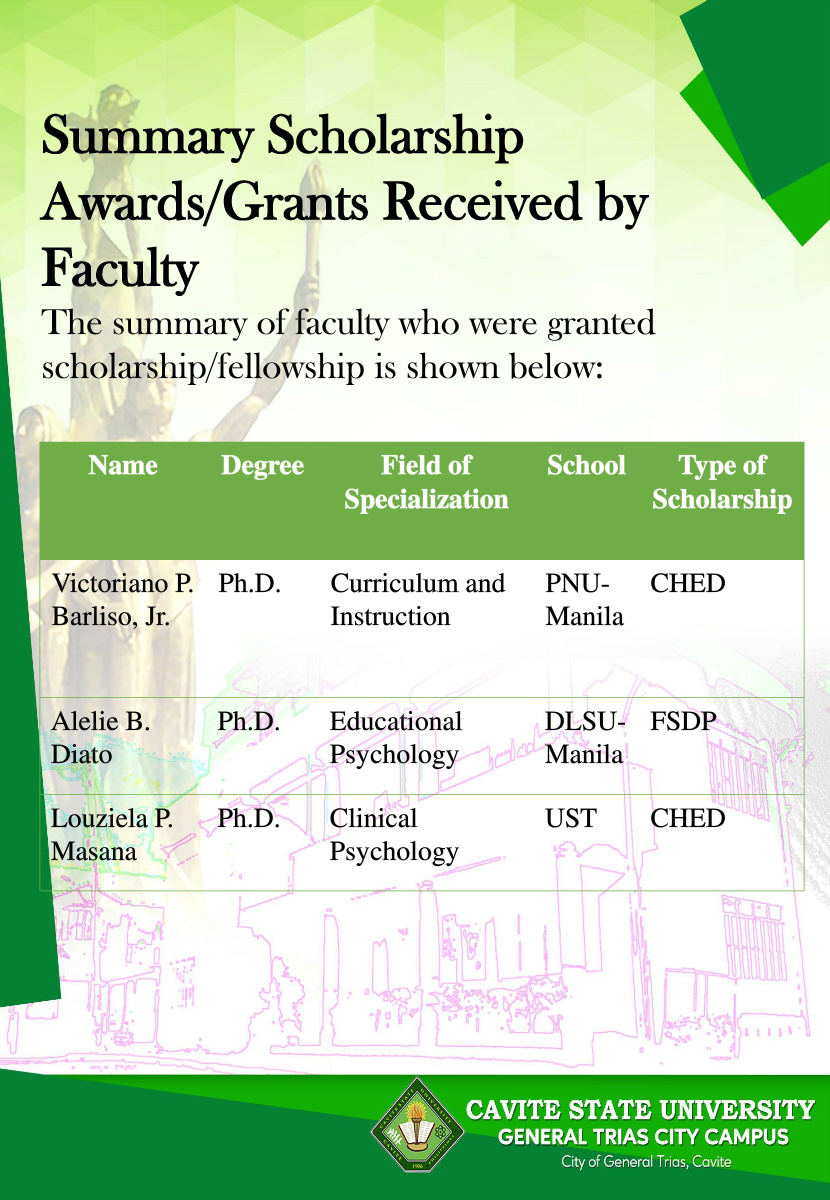 Summary Scholarship
Awards/Grants Received by
Faculty
The summary of faculty who were granted
scholarship/fellowship is shown below:
Name Degree Field of Specialization School Type of Scholarship
Victoriano P. Barliso, Jr. Ph.D. Curriculum and Instruction PNU-Manila CHED
Alelie B. Diato Ph.D. Educational Psychology DLSU-Manila FSDP
Louziela P. Masana Ph.D. Clinical Psychology UST CHED
CAVITE STATE UNIVERSITY
GENERAL TRIAS CITY CAMPUS
City of General Trias, Cavite
1906